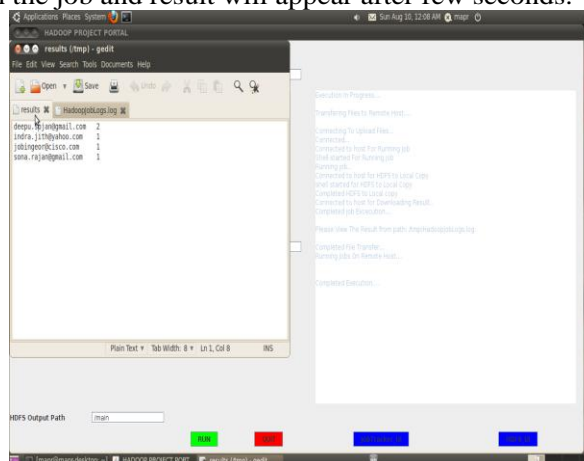 the job and result will appear after few seconds.
Applications Places System
Sun Aug 10, 12:08 AM mapr
HADOOP PROJECT PORTAL
results (/tmp) - gedit
File Edit View Search Tools Documents Help
Open Save Undo
results HadoopJobLogs.log
@gmail.com 2
indra.jith@yahoo.com 1
jobingeor@cisco.com 1
sona.rajan@gmail.com 1
Execution In Progress...
Transfering Files to Remote Host...
Connecting To Upload Files...
Connected...
Connected to host For Running job
Shell started for Running job
Running job...
Connected to host for HDFS to Local Copy
shell started for HDFS to Local Copy
Completed HDFS to Local copy
Connected to host for Downloading Result...
Completed Job Excecution...
Please View The Result from path: /tmp/HadoopJobLogs.log
Completed File Transfer...
Running Jobs In Remote Host...
Completed Execution...
Plain Text Tab Width: 8 Ln 1, Col 8 INS
HDFS Output Path /main
RUN
HADOOP PROJECT PORT...
results (/tmp) - gedit